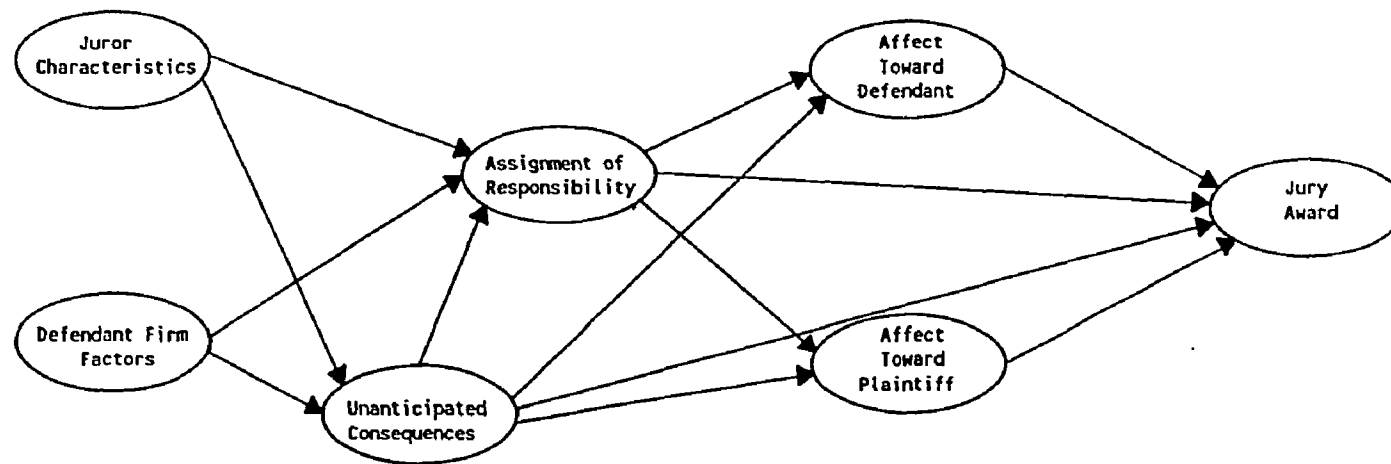 Juror
Characteristics
Affect
Toward
Defendant
Assignment of
Responsibility
Jury
Award
Defendant Firm
Factors
Affect
Toward
Plaintiff
Unanticipated
Consequences